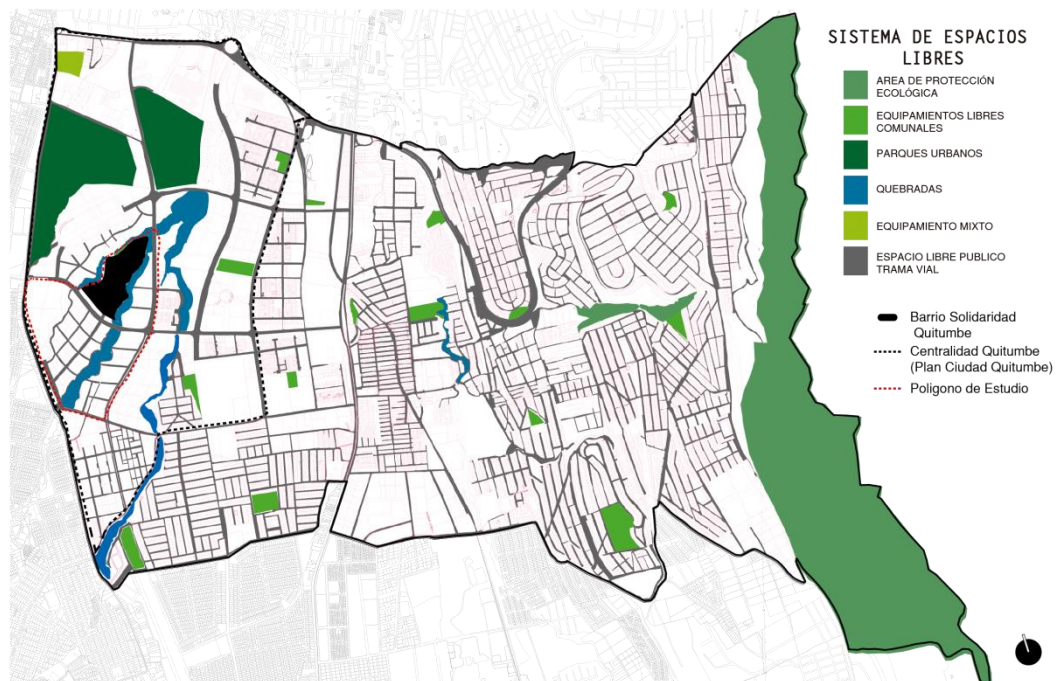 SISTEMA DE ESPACIOS
LIBRES
AREA DE PROTECCIÓN
ECOLÓGICA
EQUIPAMIENTOS LIBRES
COMUNALES
PARQUES URBANOS
QUEBRADAS
EQUIPAMIENTO MIXTO
ESPACIO LIBRE PUBLICO
TRAMA VIAL
Barrio Solidaridad
Quitumbe
Centralidad Quitumbe
(Plan Ciudad Quitumbe)
Poligono de Estudio